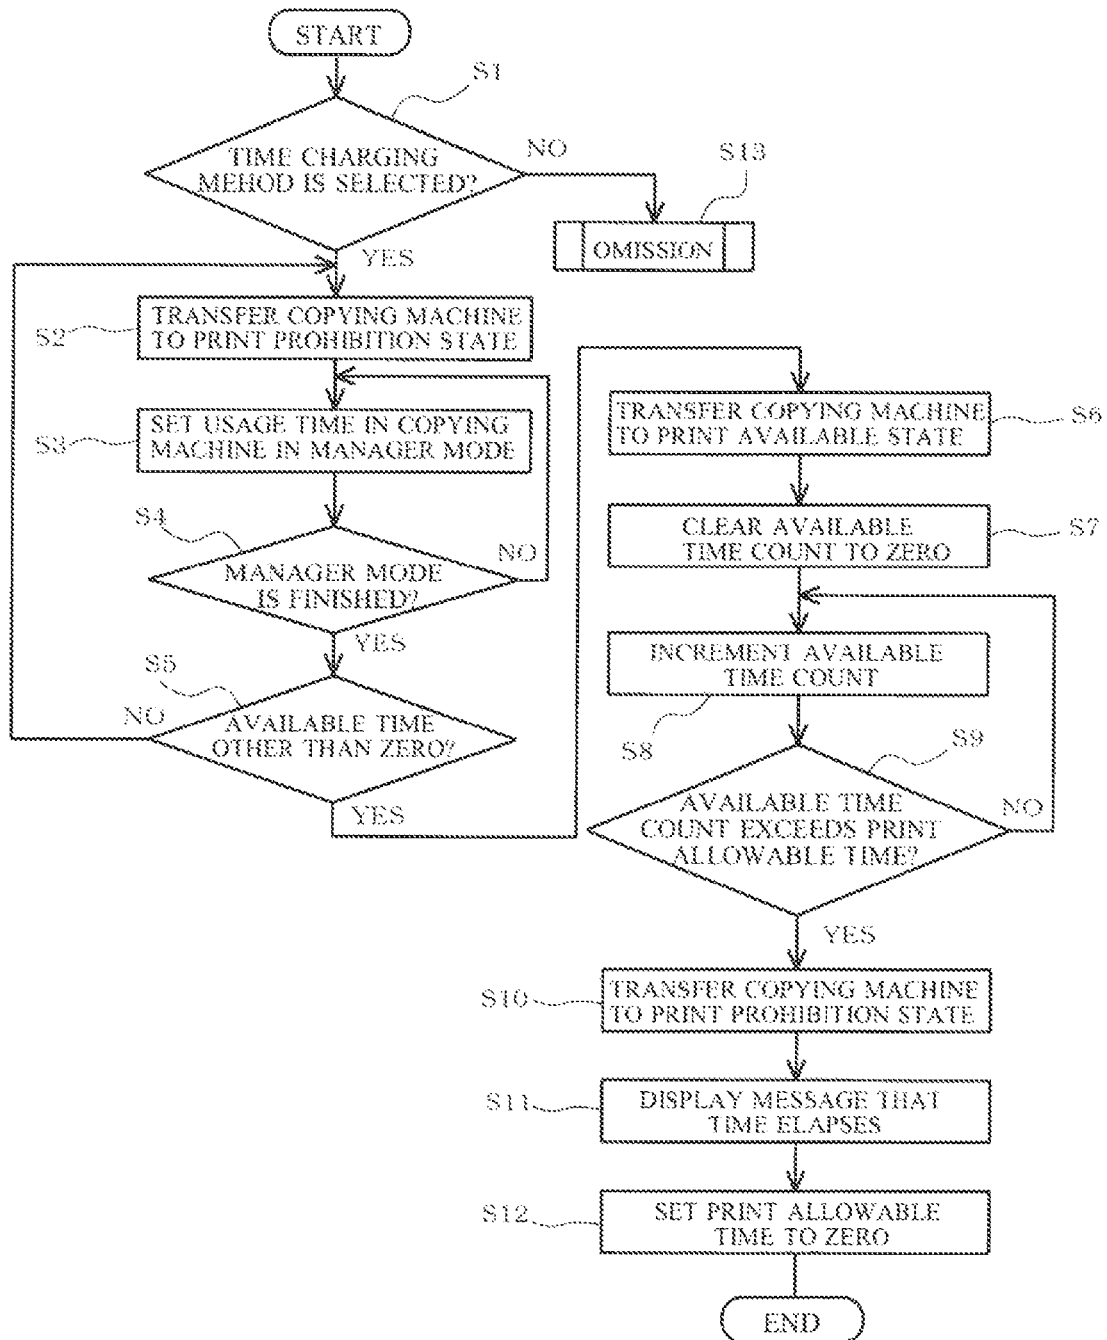 START
S1
TIME CHARGING
MEHOD IS SELECTED?
NO
S13
OMISSION
YES
S2
TRANSFER COPYING MACHINE
TO PRINT PROHIBITION STATE
S3
SET USAGE TIME IN COPYING
MACHINE IN MANAGER MODE
S4
MANAGER MODE
IS FINISHED?
NO
YES
S5
NO
AVAILABLE TIME
OTHER THAN ZERO?
YES
TRANSFER COPYING MACHINE
TO PRINT AVAILABLE STATE
S6
CLEAR AVAILABLE
TIME COUNT TO ZERO
S7
INCREMENT AVAILABLE
TIME COUNT
S8
S9
AVAILABLE TIME
COUNT EXCEEDS PRINT
ALLOWABLE TIME?
NO
YES
S10
TRANSFER COPYING MACHINE
TO PRINT PROHIBITION STATE
S11
DISPLAY MESSAGE THAT
TIME ELAPSES
S12
SET PRINT ALLOWABLE
TIME TO ZERO
END